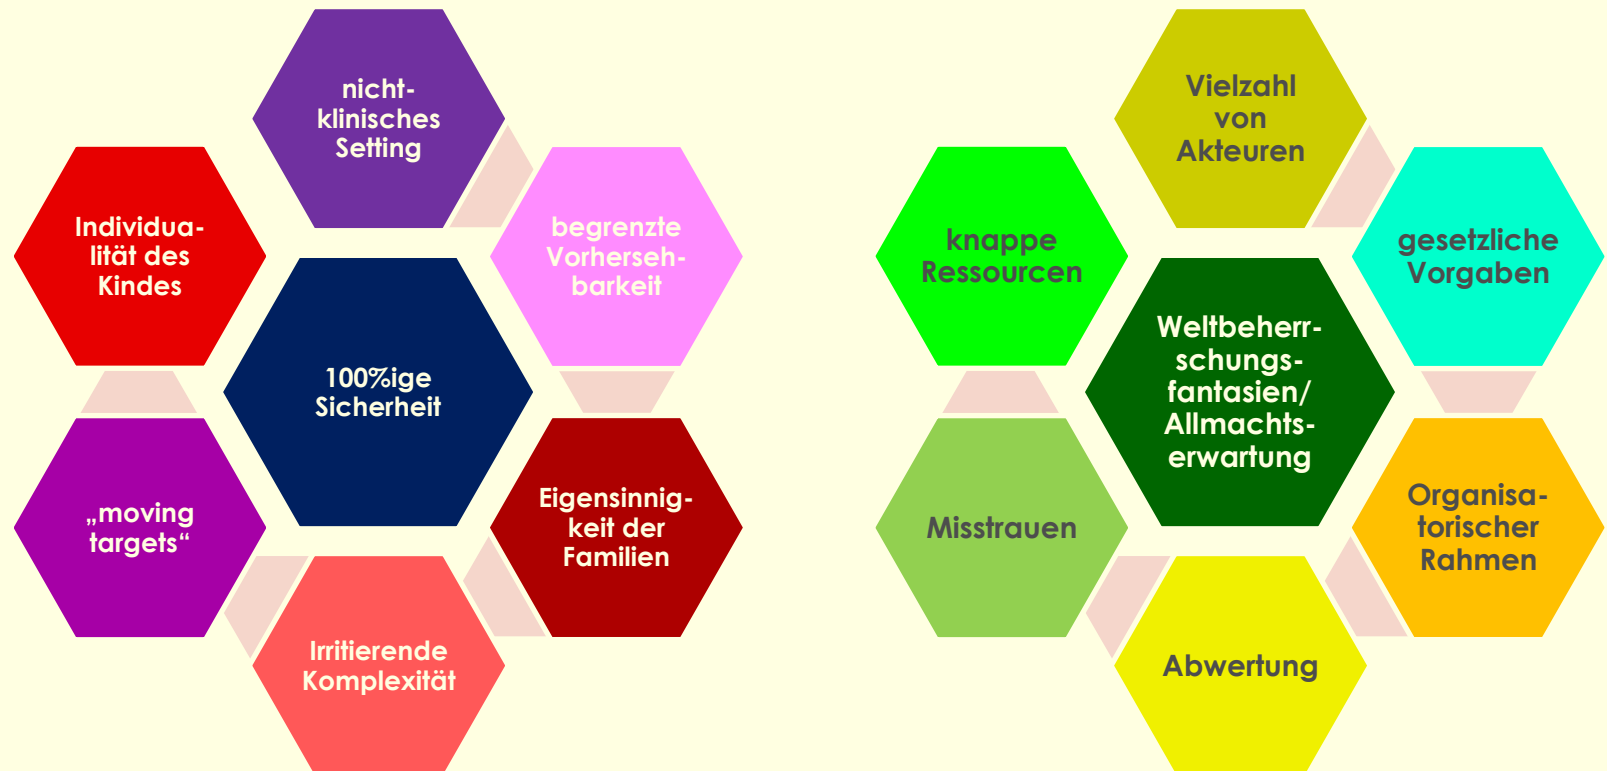 nicht-
klinisches
Setting
begrenzte
Vorherseh-
barkeit
Eigensinnig-
keit der
Familien
Irritierende
Komplexität
„moving
targets“
Individua-
lität des
Kindes
100%ige
Sicherheit
Vielzahl
von
Akteuren
gesetzliche
Vorgaben
Organisa-
torischer
Rahmen
Abwertung
Misstrauen
knappe
Ressourcen
Weltbeherr-
schungs-
fantasien/
Allmachts-
erwartung